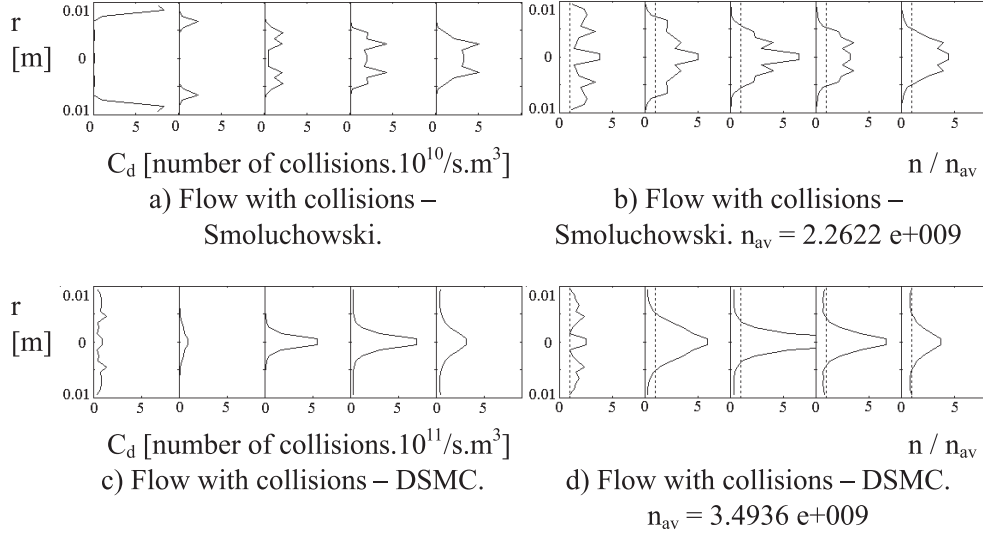 r
[m]
0.01
0
0.01
0 5 0 5 0 5 0 5 0 5
C_d [number of collisions.10^10/s.m^3]
a) Flow with collisions –
Smoluchowski.
0.01
0
0.01
0 5 0 5 0 5 0 5 0 5
n / n_av
b) Flow with collisions –
Smoluchowski. n_av = 2.2622 e+009
r
[m]
0.01
0
0.01
0 5 0 5 0 5 0 5 0 5
C_d [number of collisions.10^11/s.m^3]
c) Flow with collisions – DSMC.
0.01
0
0.01
0 5 0 5 0 5 0 5 0 5
n / n_av
d) Flow with collisions – DSMC.
n_av = 3.4936 e+009